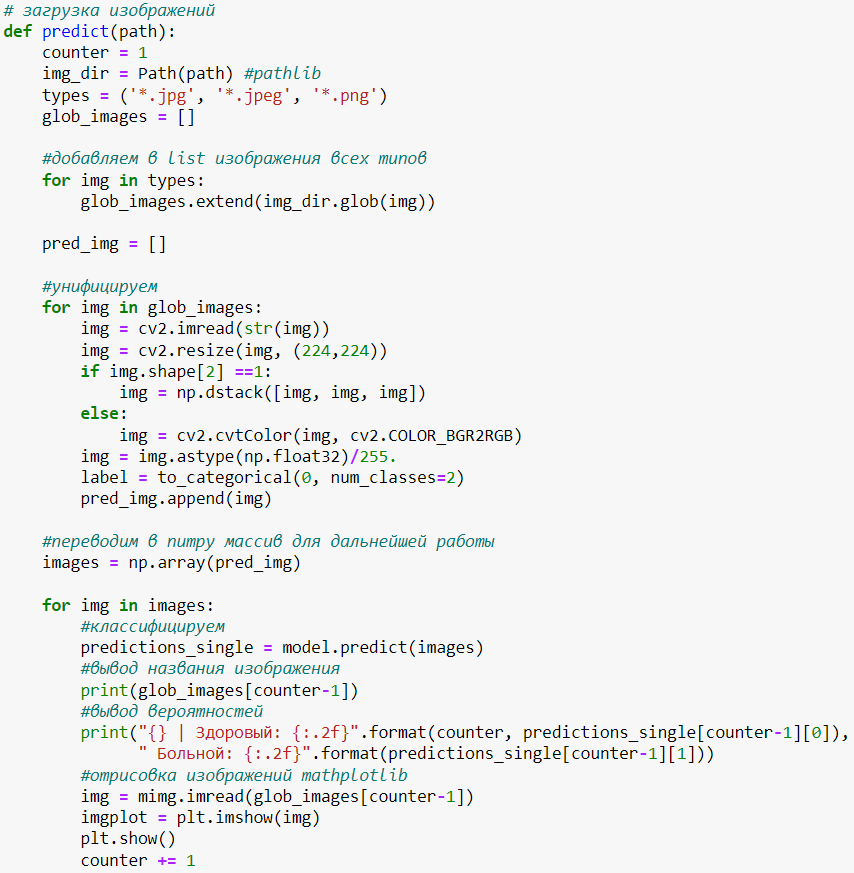 # загрузка изображений
def predict(path):
    counter = 1
    img_dir = Path(path) #pathlib
    types = ('*.jpg', '*.jpeg', '*.png')
    glob_images = []
    #добавляем в list изображения всех типов
    for img in types:
        glob_images.extend(img_dir.glob(img))
    pred_img = []
    #унифицируем
    for img in glob_images:
        img = cv2.imread(str(img))
        img = cv2.resize(img, (224,224))
        if img.shape[2] ==1:
            img = np.dstack([img, img, img])
        else:
            img = cv2.cvtColor(img, cv2.COLOR_BGR2RGB)
        img = img.astype(np.float32)/255.
        label = to_categorical(0, num_classes=2)
        pred_img.append(img)
    #переводим в numpy массив для дальнейшей работы
    images = np.array(pred_img)
    for img in images:
        #классифицируем
        predictions_single = model.predict(images)
        #вывод названия изображения
        print(glob_images[counter-1])
        #вывод вероятностей
        print("{} | Здоровый: {:.2f}".format(counter, predictions_single[counter-1][0]),
              " Больной: {:.2f}".format(predictions_single[counter-1][1]))
        #отрисовка изображений mathplotlib
        img = mimg.imread(glob_images[counter-1])
        imgplot = plt.imshow(img)
        plt.show()
        counter += 1